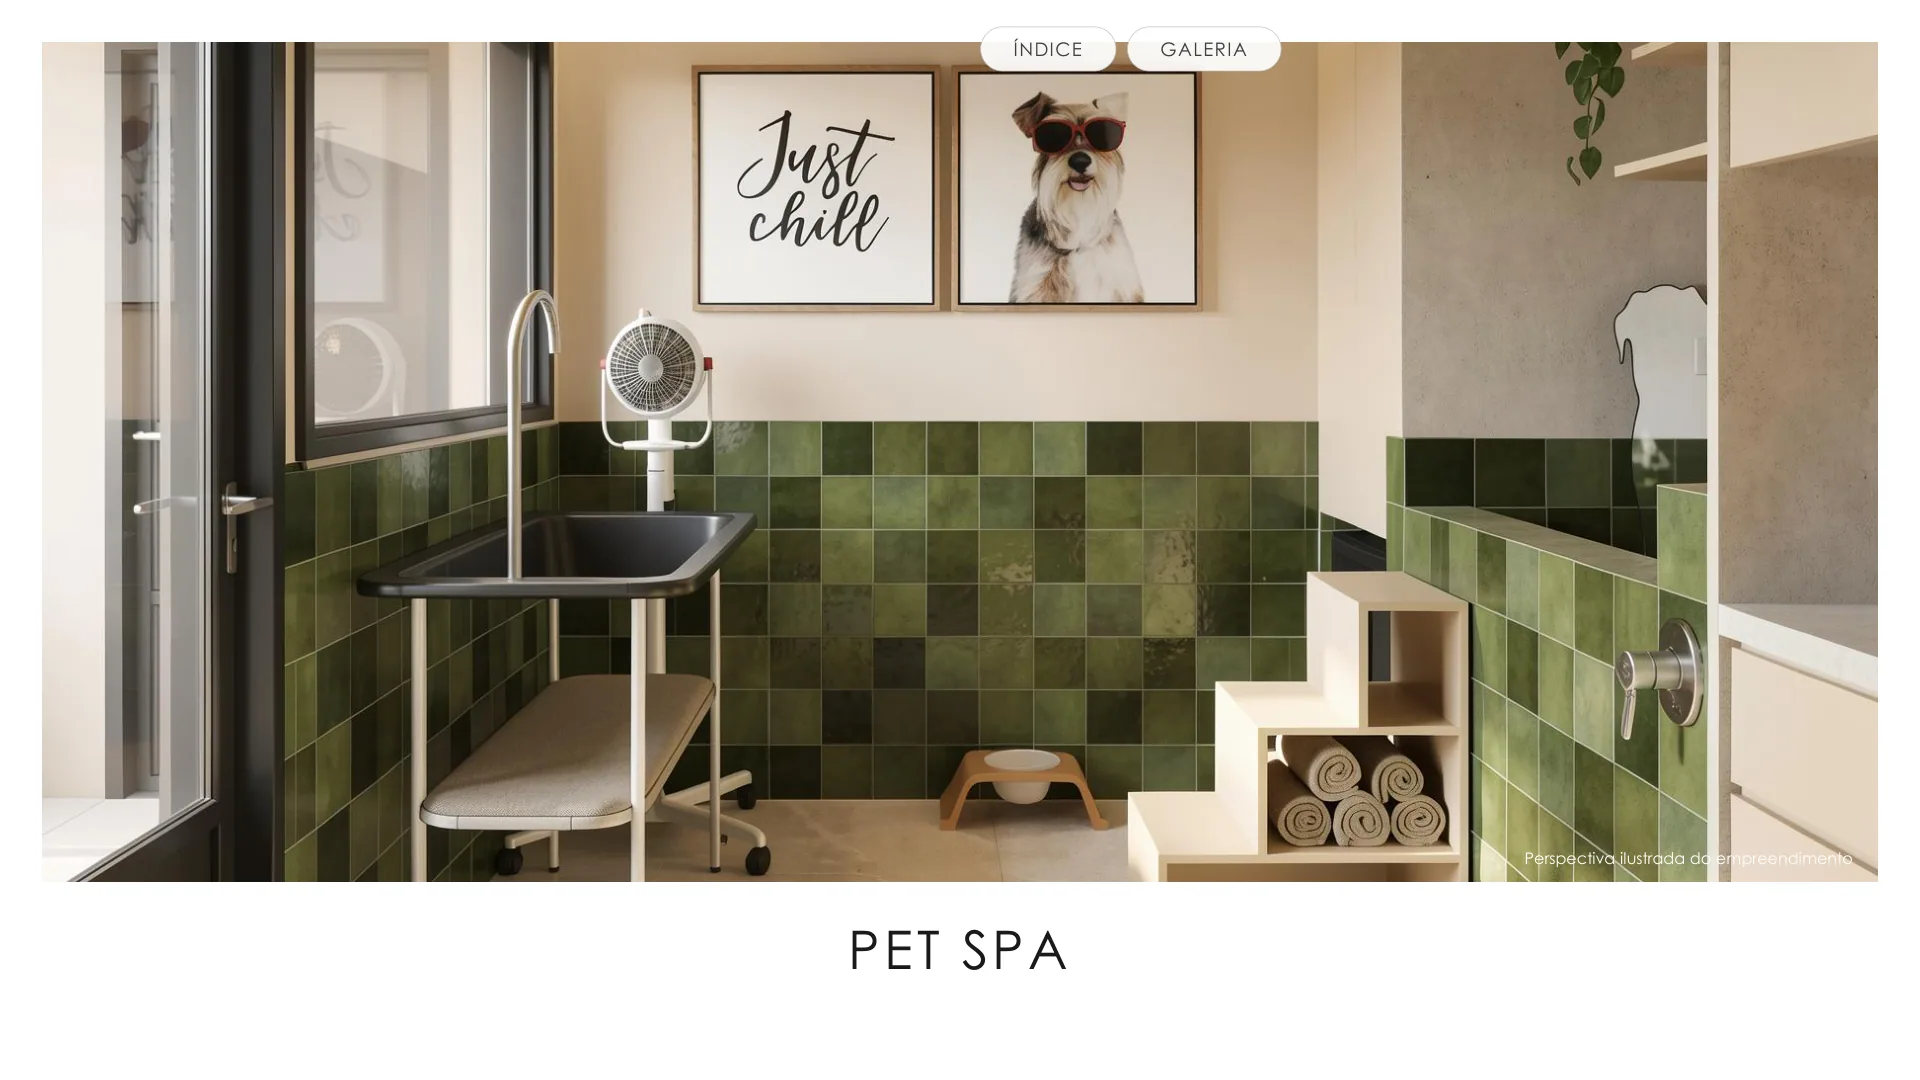 ÍNDICE
GALERIA
Just
chill
Perspectiva ilustrada do empreendimento
PET SPA